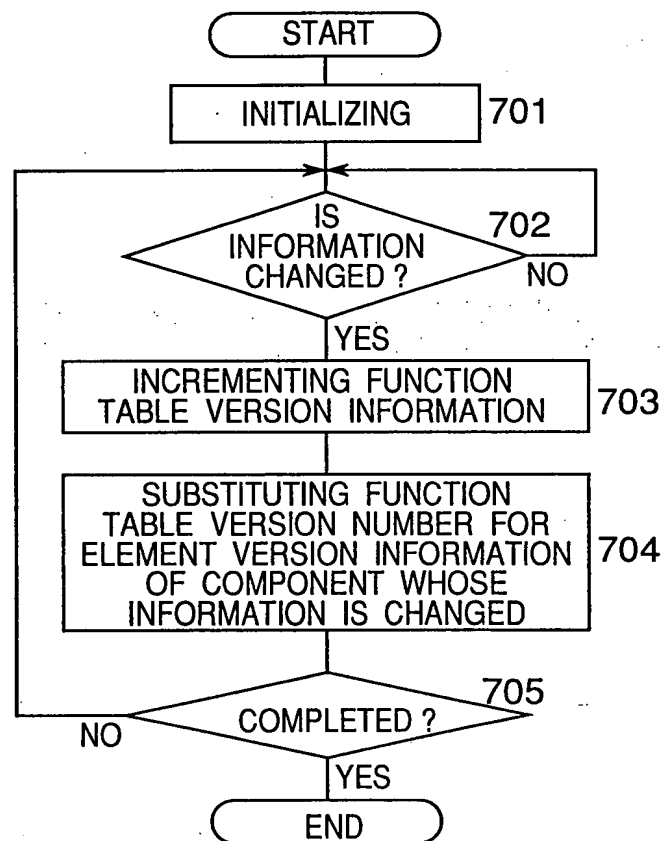 START
INITIALIZING
701
IS
INFORMATION
CHANGED ?
702
NO
YES
INCREMENTING FUNCTION
TABLE VERSION INFORMATION
703
SUBSTITUTING FUNCTION
TABLE VERSION NUMBER FOR
ELEMENT VERSION INFORMATION
OF COMPONENT WHOSE
INFORMATION IS CHANGED
704
COMPLETED ?
705
NO
YES
END